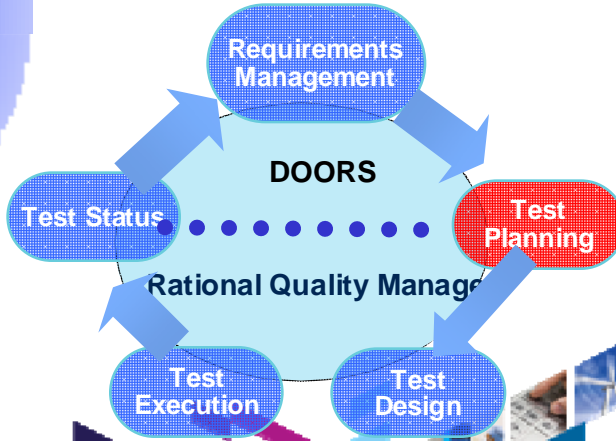 Requirements
Management
DOORS
Test Status
Test
Planning
Rational Quality Manage
Test
Execution
Test
Design